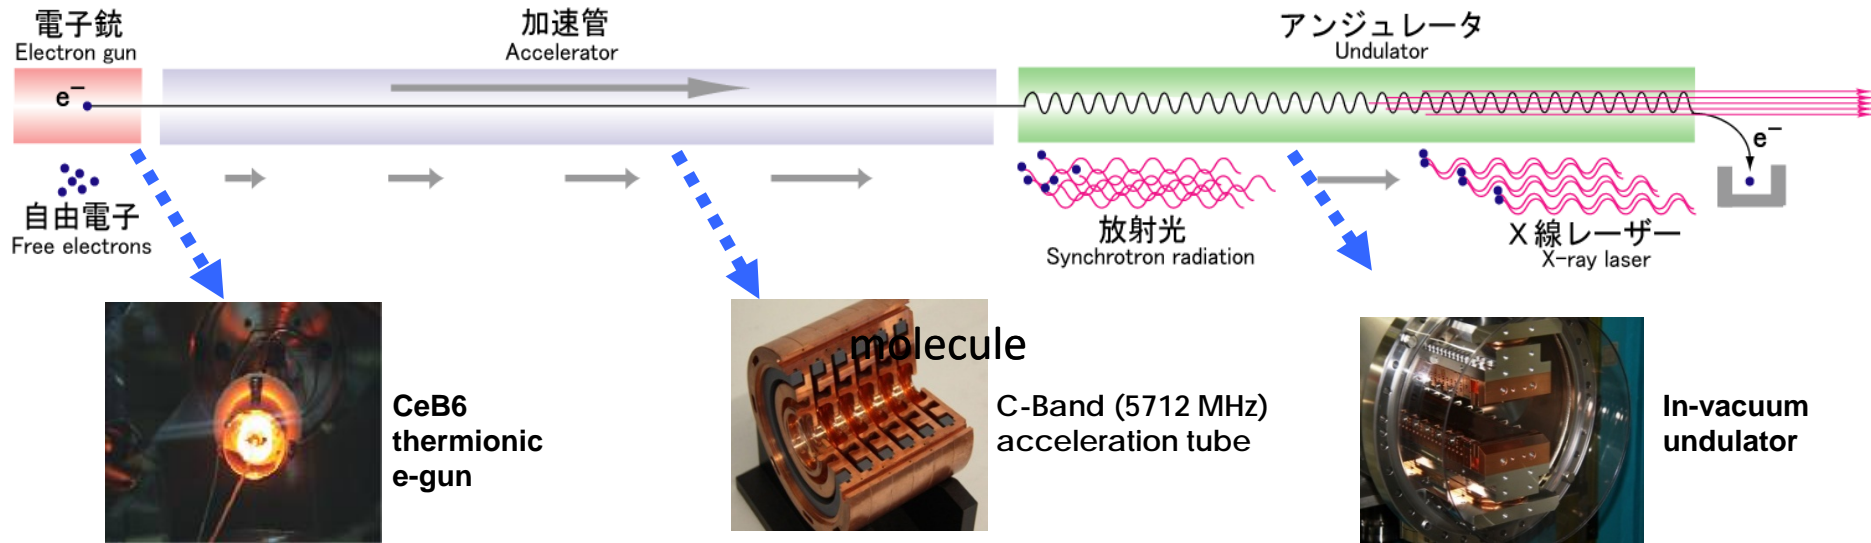 電子銃
Electron gun
加速管
Accelerator
アンジュレータ
Undulator
e−
e−
自由電子
Free electrons
放射光
Synchrotron radiation
X線レーザー
X-ray laser
molecule
CeB6
thermionic
e-gun
C-Band (5712 MHz)
acceleration tube
In-vacuum
undulator